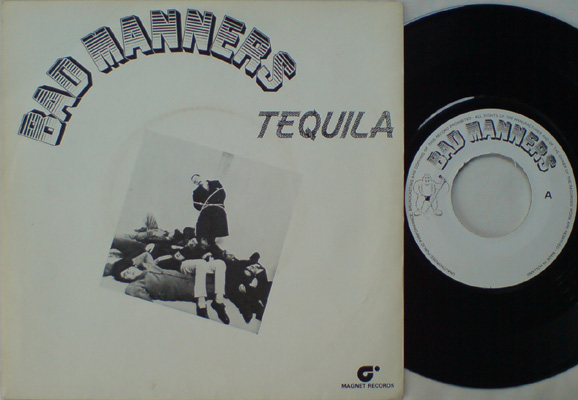 BAD MANNERS
TEQUILA
MAGNET RECORDS
BAD MANNERS
A